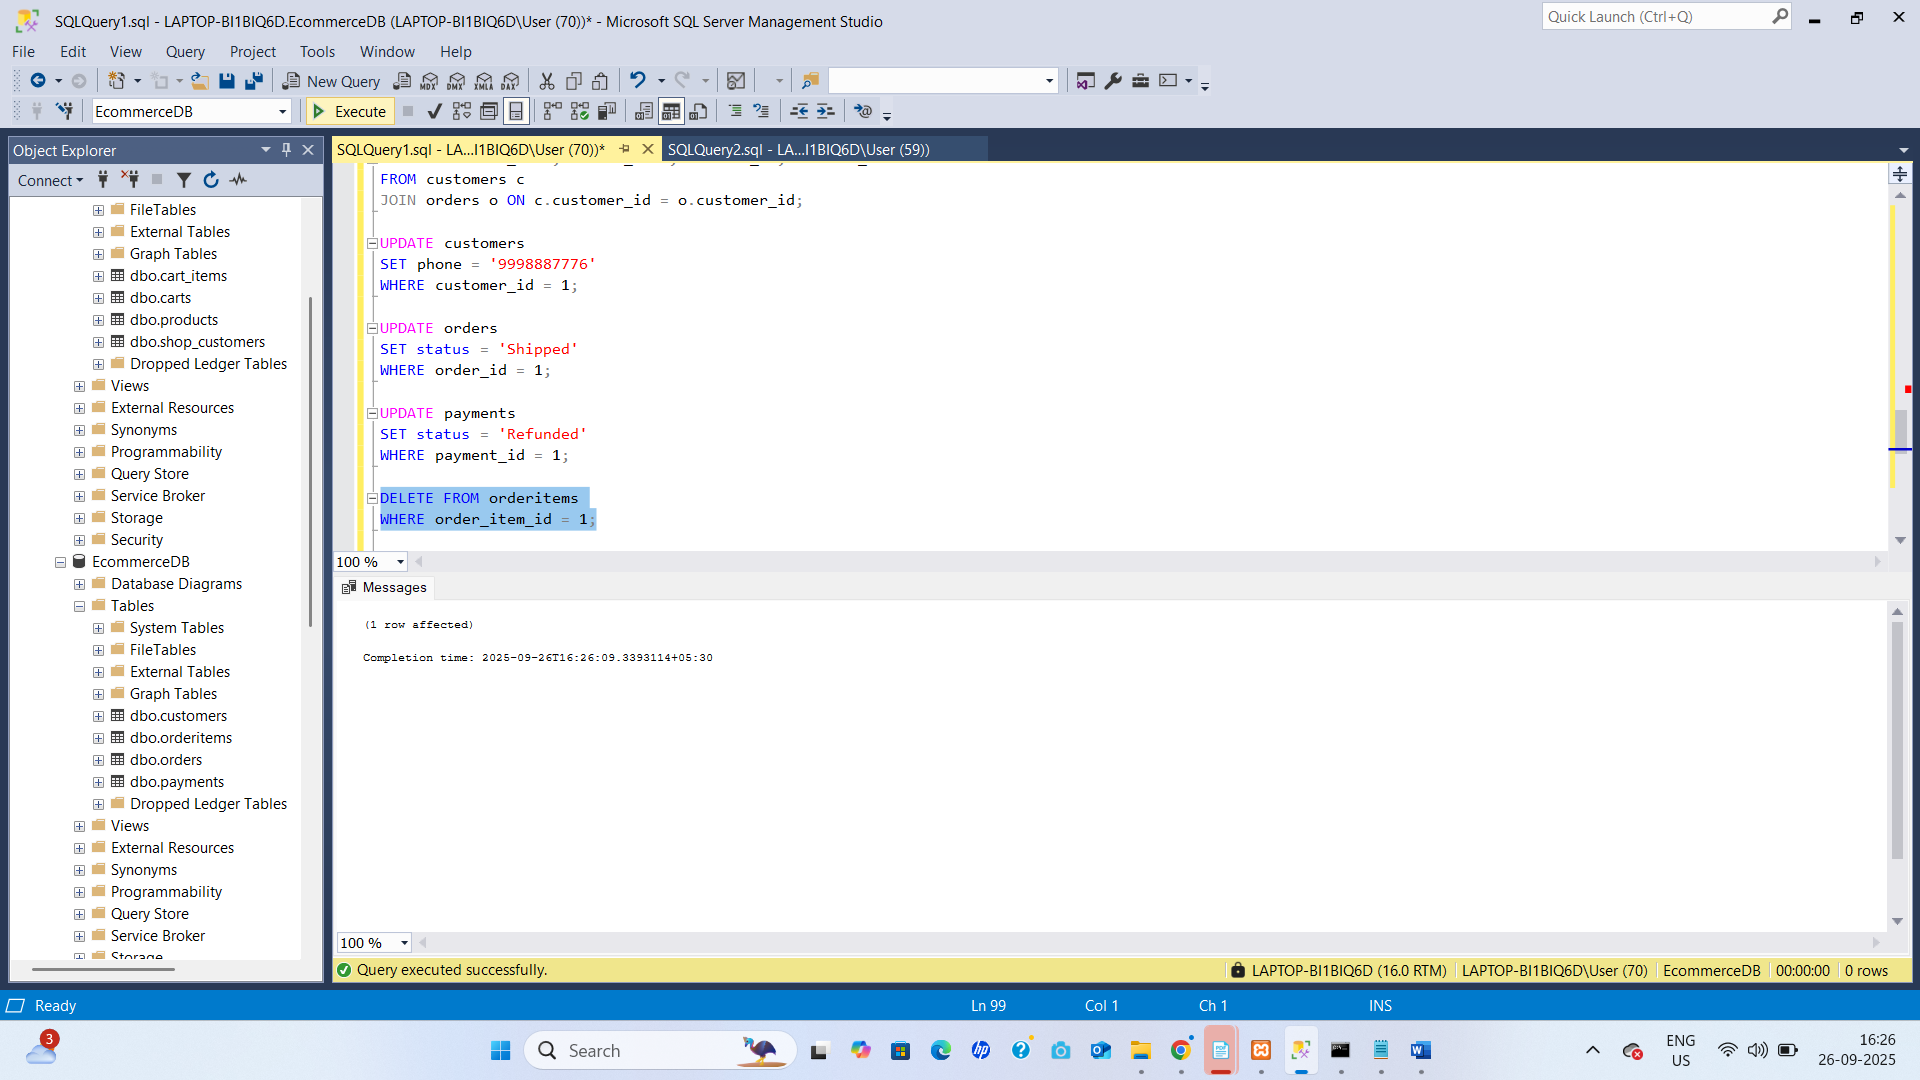 SQLQuery1.sql - LAPTOP-BI1BIQ6D.EcommerceDB (LAPTOP-BI1BIQ6D\User (70))* - Microsoft SQL Server Management Studio
Quick Launch (Ctrl+Q)
File Edit View Query Project Tools Window Help
New Query
MDX DMX XMLA DAX
EcommerceDB
Execute
Object Explorer
Connect
FileTables
External Tables
Graph Tables
dbo.cart_items
dbo.carts
dbo.products
dbo.shop_customers
Dropped Ledger Tables
Views
External Resources
Synonyms
Programmability
Query Store
Service Broker
Storage
Security
EcommerceDB
Database Diagrams
Tables
System Tables
FileTables
External Tables
Graph Tables
dbo.customers
dbo.orderitems
dbo.orders
dbo.payments
Dropped Ledger Tables
Views
External Resources
Synonyms
Programmability
Query Store
Service Broker
Storage
SQLQuery1.sql - LA...I1BIQ6D\User (70))*
SQLQuery2.sql - LA...I1BIQ6D\User (59))
FROM customers c
JOIN orders o ON c.customer_id = o.customer_id;
UPDATE customers
SET phone = '9998887776'
WHERE customer_id = 1;
UPDATE orders
SET status = 'Shipped'
WHERE order_id = 1;
UPDATE payments
SET status = 'Refunded'
WHERE payment_id = 1;
DELETE FROM orderitems
WHERE order_item_id = 1;
100 %
Messages
(1 row affected)
Completion time: 2025-09-26T16:26:09.3393114+05:30
100 %
Query executed successfully.
LAPTOP-BI1BIQ6D (16.0 RTM)
LAPTOP-BI1BIQ6D\User (70)
EcommerceDB
00:00:00
0 rows
Ready
Ln 99
Col 1
Ch 1
INS
3
Search
ENG
US
16:26
26-09-2025